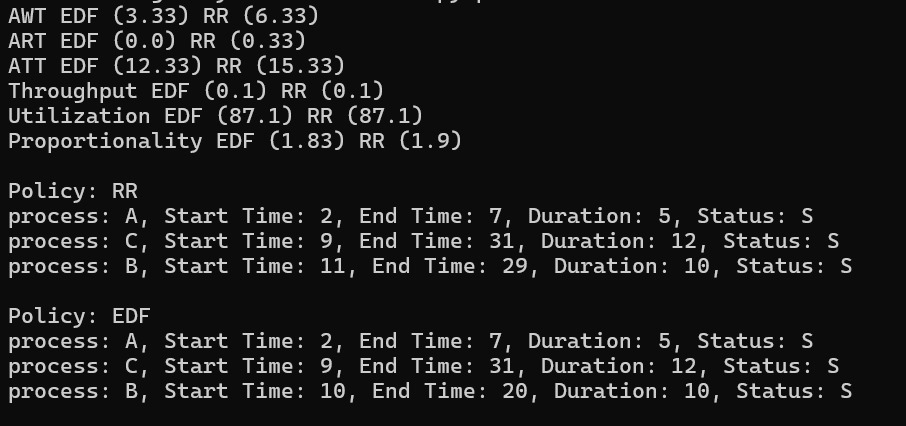 AWT EDF (3.33) RR (6.33)
ART EDF (0.0) RR (0.33)
ATT EDF (12.33) RR (15.33)
Throughput EDF (0.1) RR (0.1)
Utilization EDF (87.1) RR (87.1)
Proportionality EDF (1.83) RR (1.9)
Policy: RR
process: A, Start Time: 2, End Time: 7, Duration: 5, Status: S
process: C, Start Time: 9, End Time: 31, Duration: 12, Status: S
process: B, Start Time: 11, End Time: 29, Duration: 10, Status: S
Policy: EDF
process: A, Start Time: 2, End Time: 7, Duration: 5, Status: S
process: C, Start Time: 9, End Time: 31, Duration: 12, Status: S
process: B, Start Time: 10, End Time: 20, Duration: 10, Status: S